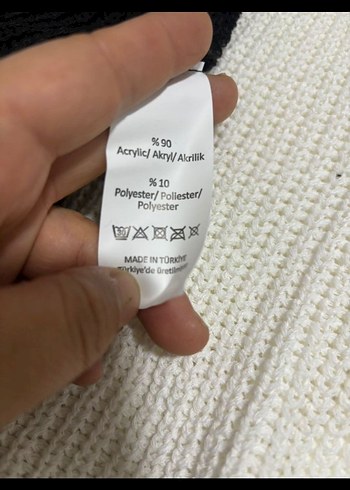 %90
Acrylic/ Akryl/ Akrilik
%10
Polyester/ Poliester/
Polyester
MADE IN TÜRKİYE
Türkiye'de üretilmiştir